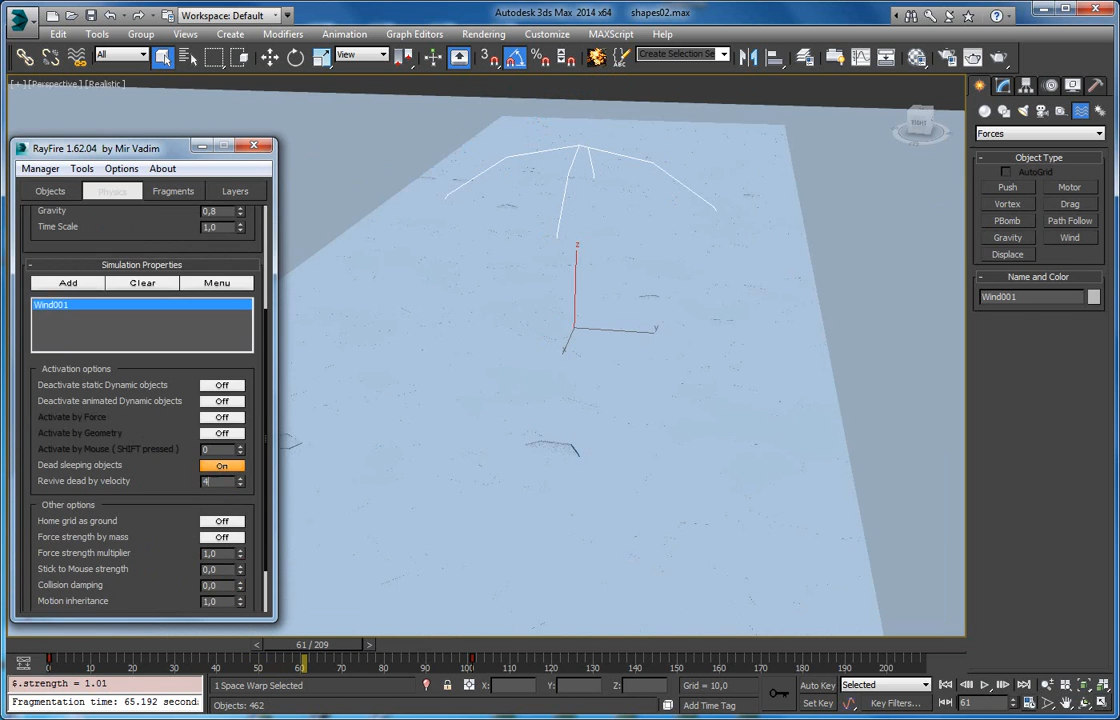 Workspace: Default
Autodesk 3ds Max 2014 x64 shapes02.max
Edit Tools Group Views Create Modifiers Animation Graph Editors Rendering Customize MAXScript Help
All View Create Selection Se
[+][Perspective][Realistic]
RayFire 1.62.04 by Mir Vadim
Manager Tools Options About
Objects Physics Fragments Layers
Gravity 0,8
Time Scale 1,0
Simulation Properties
Add Clear Menu
Wind001
Activation options
Deactivate static Dynamic objects Off
Deactivate animated Dynamic objects Off
Activate by Force Off
Activate by Geometry Off
Activate by Mouse ( SHIFT pressed ) 0
Dead sleeping objects On
Revive dead by velocity 4
Other options
Home grid as ground Off
Force strength by mass Off
Force strength multiplier 1,0
Stick to Mouse strength 0,0
Collision damping 0,0
Motion inheritance 1,0
z
y
x
Forces
Object Type
AutoGrid
Push Motor
Vortex Drag
PBomb Path Follow
Gravity Wind
Displace
Name and Color
Wind001
61 / 209
0 10 20 30 40 50 60 70 80 90 100 110 120 130 140 150 160 170 180 190 200
$.strength = 1.01
Fragmentation time: 65.192 second
1 Space Warp Selected
X: Y: Z: Grid = 10,0
Objects: 462
Add Time Tag
Auto Key Selected
Set Key Key Filters...
61